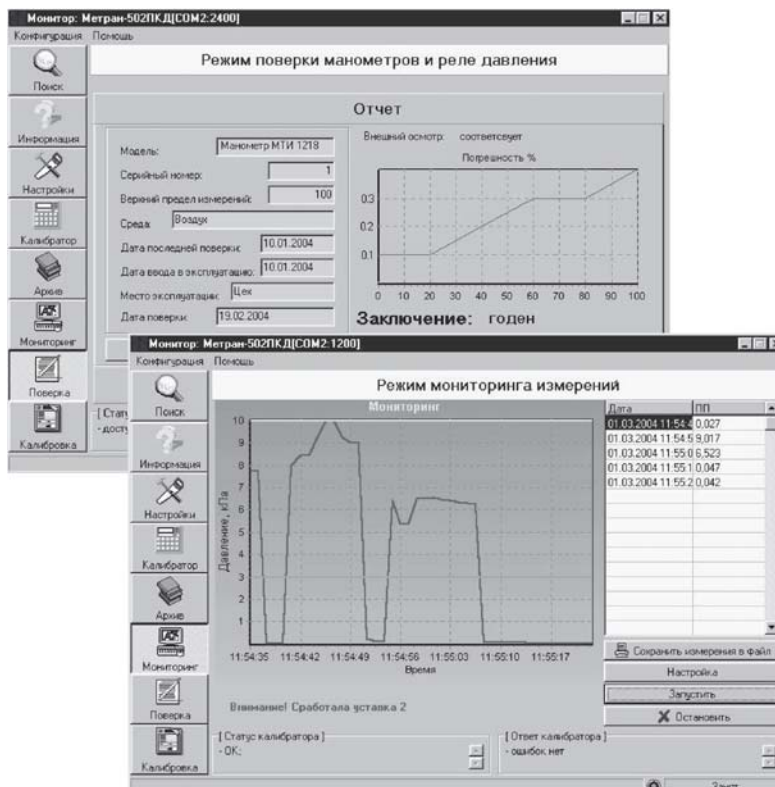 Монитор: Метран-502ПКД[COM2:2400]
Конфигурация Помощь
Режим поверки манометров и реле давления
Поиск
Информация
Настройки
Калибратор
Архив
Мониторинг
Поверка
Калибровка
Отчет
Модель: Манометр МТИ 1218
Серийный номер: 1
Верхний предел измерений: 100
Среда: Воздух
Дата последней поверки: 10.01.2004
Дата ввода в эксплуатацию: 10.01.2004
Место эксплуатации: Цех
Дата поверки: 19.02.2004
Внешний осмотр: соответсвует
Погрешность %
0.3
0.2
0.1
0 10 20 30 40 50 60 70 80 90 100
Заключение: годен
[ Стату
- дост
Монитор: Метран-502ПКД[COM2:1200]
Конфигурация Помощь
Режим мониторинга измерений
Поиск
Информация
Настройки
Калибратор
Архив
Мониторинг
Поверка
Калибровка
Мониторинг
Давление, кПа
10
9
8
7
6
5
4
3
2
1
11:54:35 11:54:42 11:54:49 11:54:56 11:55:03 11:55:10 11:55:17
Время
Внимание! Сработала уставка 2
Дата ПП
01.03.2004 11:54:4 0,027
01.03.2004 11:54:5 9,017
01.03.2004 11:55:0 6,523
01.03.2004 11:55:1 0,047
01.03.2004 11:55:2 0,042
Сохранить измерения в файл
Настройка
Запустить
Остановить
[ Статус калибратора ]
- OK;
[ Ответ калибратора ]
- ошибок нет